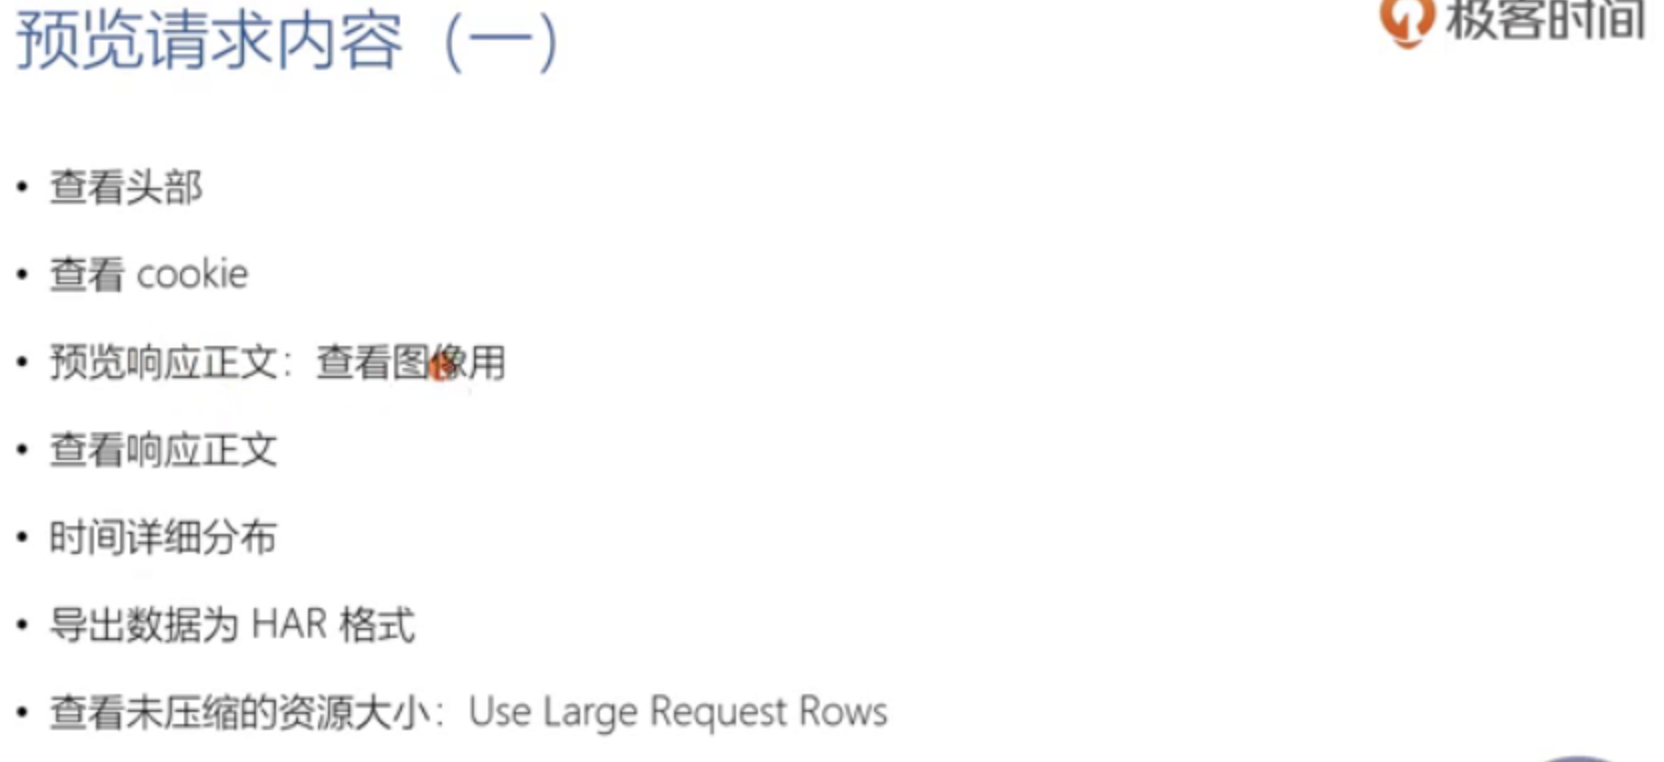 预览请求内容（一）
极客时间
• 查看头部
• 查看 cookie
• 预览响应正文：查看图像用
• 查看响应正文
• 时间详细分布
• 导出数据为 HAR 格式
• 查看未压缩的资源大小：Use Large Request Rows